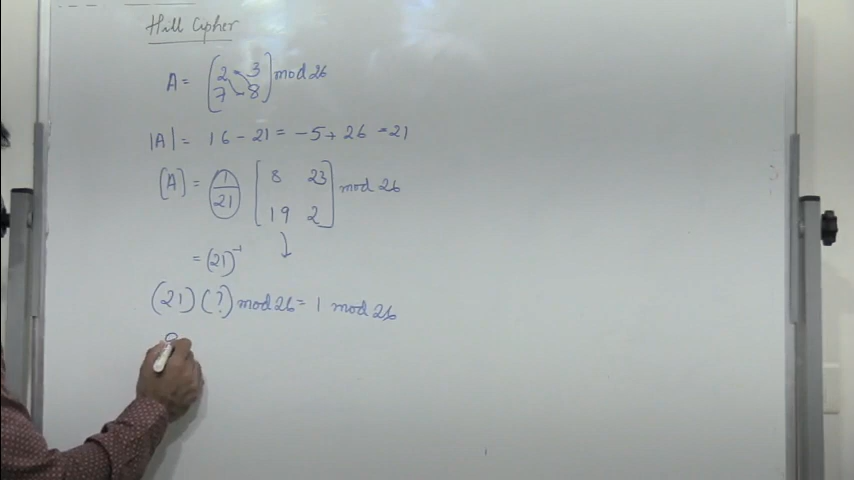 Hill Cipher
A = ( 2 3 ) mod 26
7 8
|A| = 16 - 21 = -5 + 26 = 21
[A] = 1/21 [ 8 23 ] mod 26
19 2
= (21)⁻¹
(21) (?) mod 26 = 1 mod 26